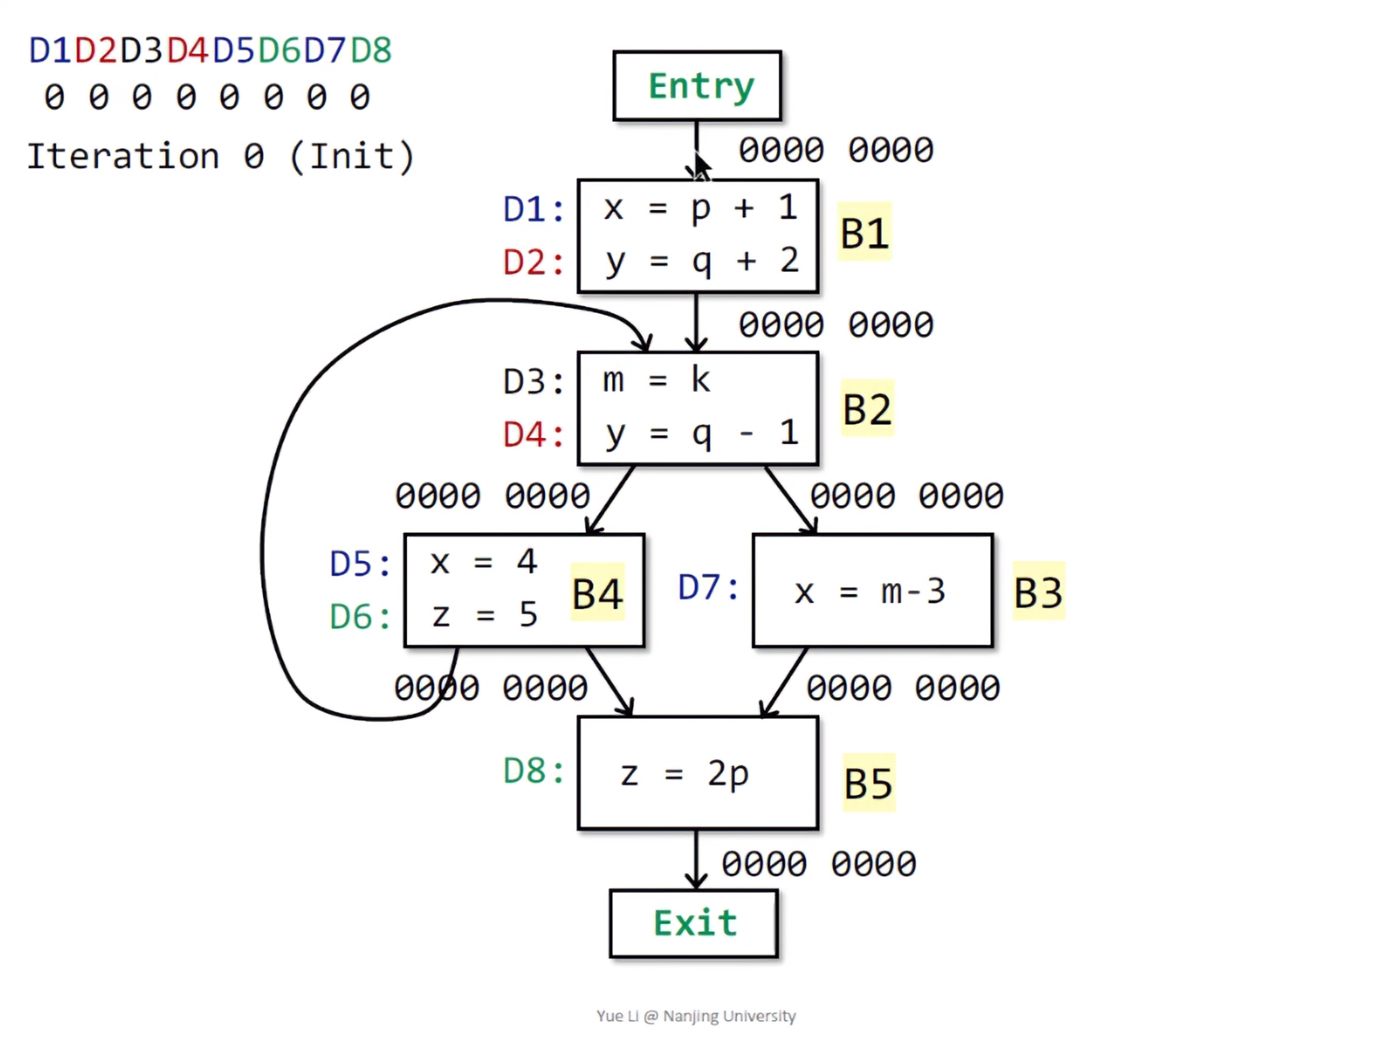 D1D2D3D4D5D6D7D8
0 0 0 0 0 0 0 0
Iteration 0 (Init)
Entry
0000 0000
D1: x = p + 1
D2: y = q + 2
B1
0000 0000
D3: m = k
D4: y = q - 1
B2
0000 0000
0000 0000
D5: x = 4
D6: z = 5
B4
D7: x = m-3
B3
0000 0000
0000 0000
D8: z = 2p
B5
0000 0000
Exit
Yue Li @ Nanjing University